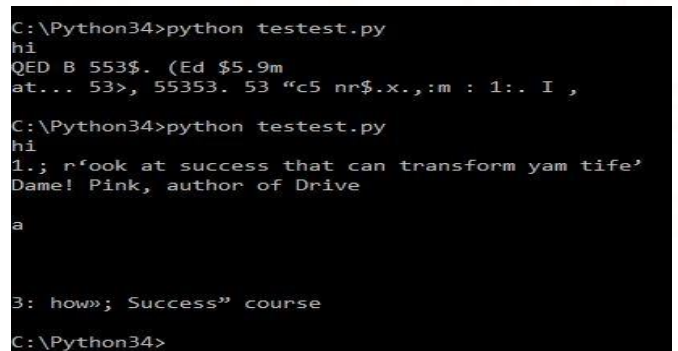 C:\Python34>python testest.py
hi
QED B 553$. (Ed $5.9m
at... 53>, 55353. 53 “c5 nr$.x.,:m : 1:. I ,
C:\Python34>python testest.py
hi
1.; r‘ook at success that can transform yam tife’
Dame! Pink, author of Drive
a
3: how»; Success” course
C:\Python34>